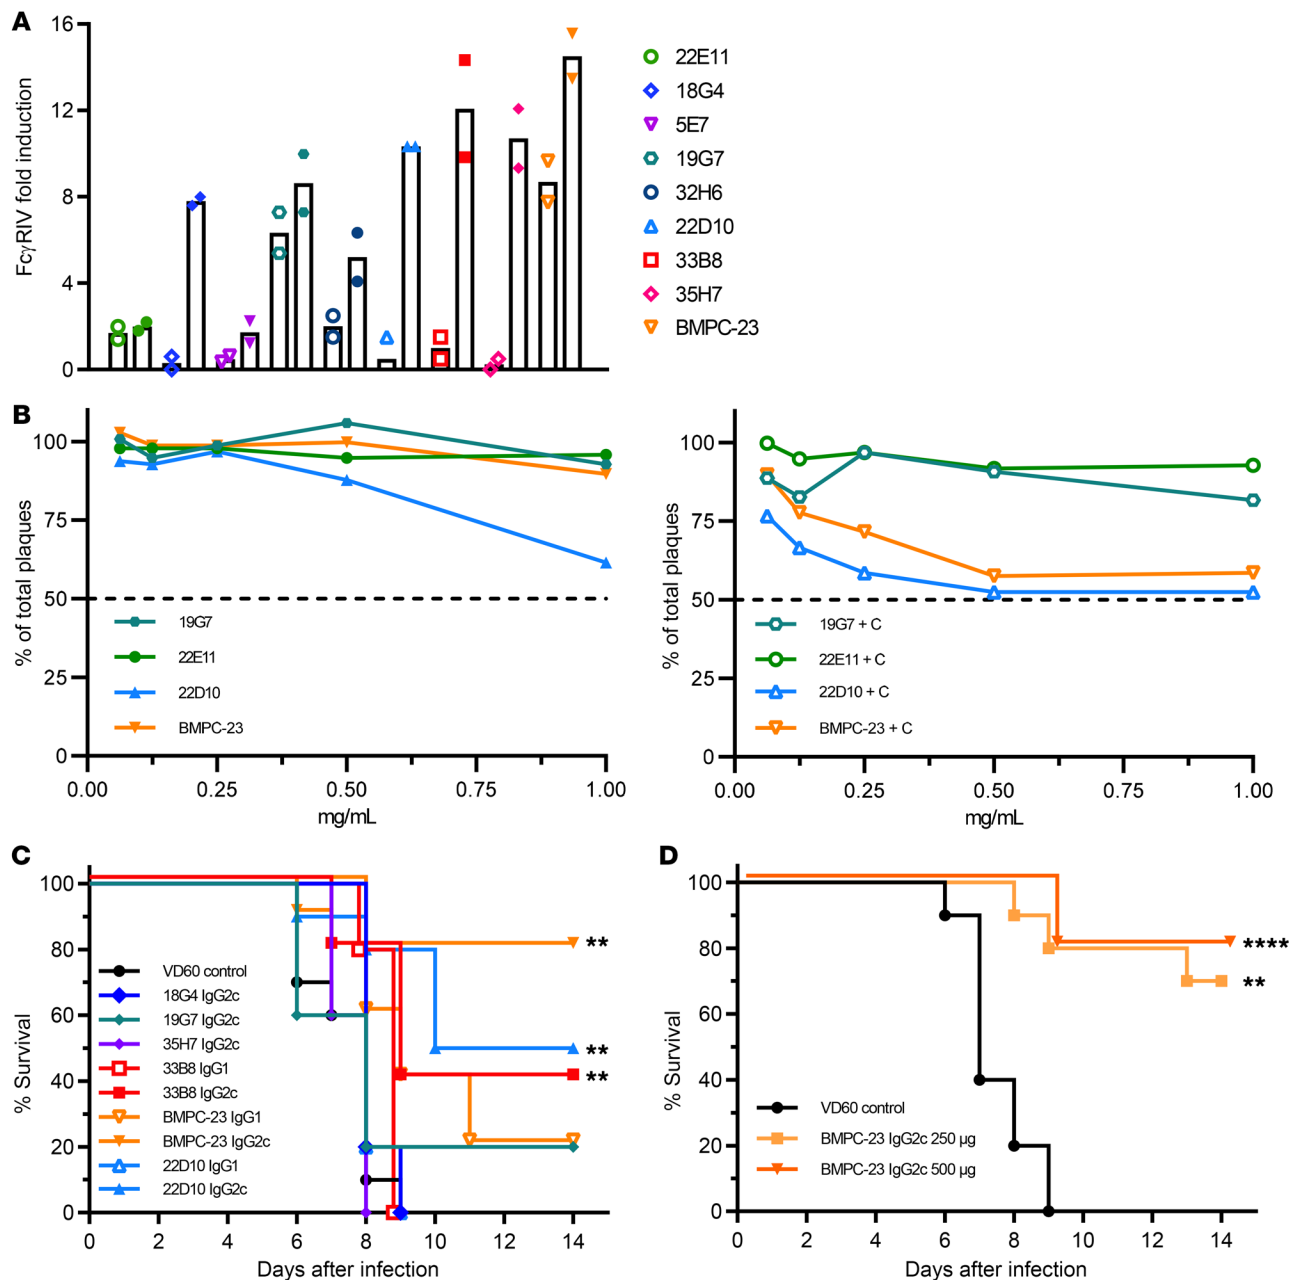 A
FcγRIV fold induction
16
12
8
4
0
22E11
18G4
5E7
19G7
32H6
22D10
33B8
35H7
BMPC-23
B
% of total plaques
100
75
50
25
0
19G7
22E11
22D10
BMPC-23
0.00 0.25 0.50 0.75 1.00
mg/mL
% of total plaques
100
75
50
25
0
19G7 + C
22E11 + C
22D10 + C
BMPC-23 + C
0.00 0.25 0.50 0.75 1.00
mg/mL
C
% Survival
100
80
60
40
20
0
VD60 control
18G4 IgG2c
19G7 IgG2c
35H7 IgG2c
33B8 IgG1
33B8 IgG2c
BMPC-23 IgG1
BMPC-23 IgG2c
22D10 IgG1
22D10 IgG2c
**
**
**
0 2 4 6 8 10 12 14
Days after infection
D
% Survival
100
80
60
40
20
0
VD60 control
BMPC-23 IgG2c 250 µg
BMPC-23 IgG2c 500 µg
****
**
0 2 4 6 8 10 12 14
Days after infection